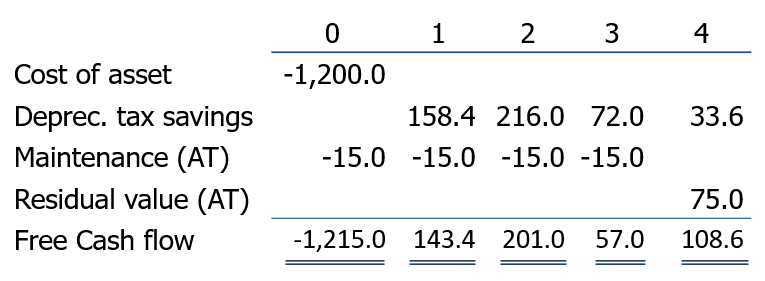 0 1 2 3 4
Cost of asset -1,200.0
Deprec. tax savings 158.4 216.0 72.0 33.6
Maintenance (AT) -15.0 -15.0 -15.0 -15.0
Residual value (AT) 75.0
Free Cash flow -1,215.0 143.4 201.0 57.0 108.6